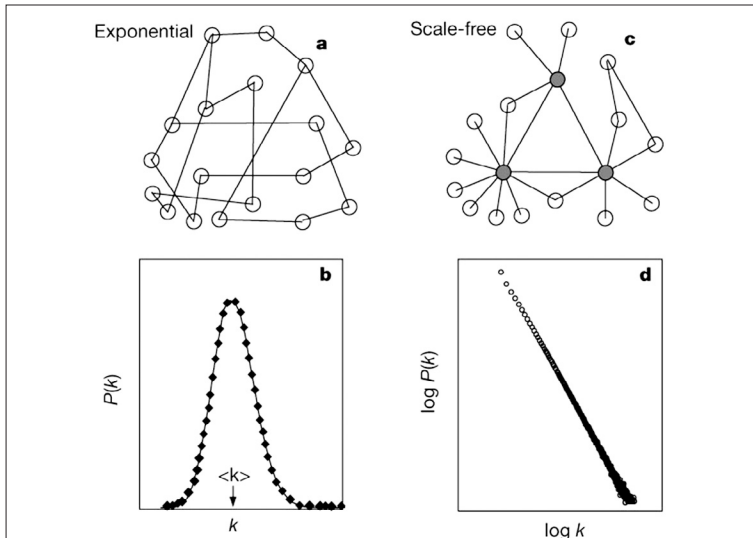 Exponential
a
Scale-free
c
b
P(k)
<k>
k
d
log P(k)
log k